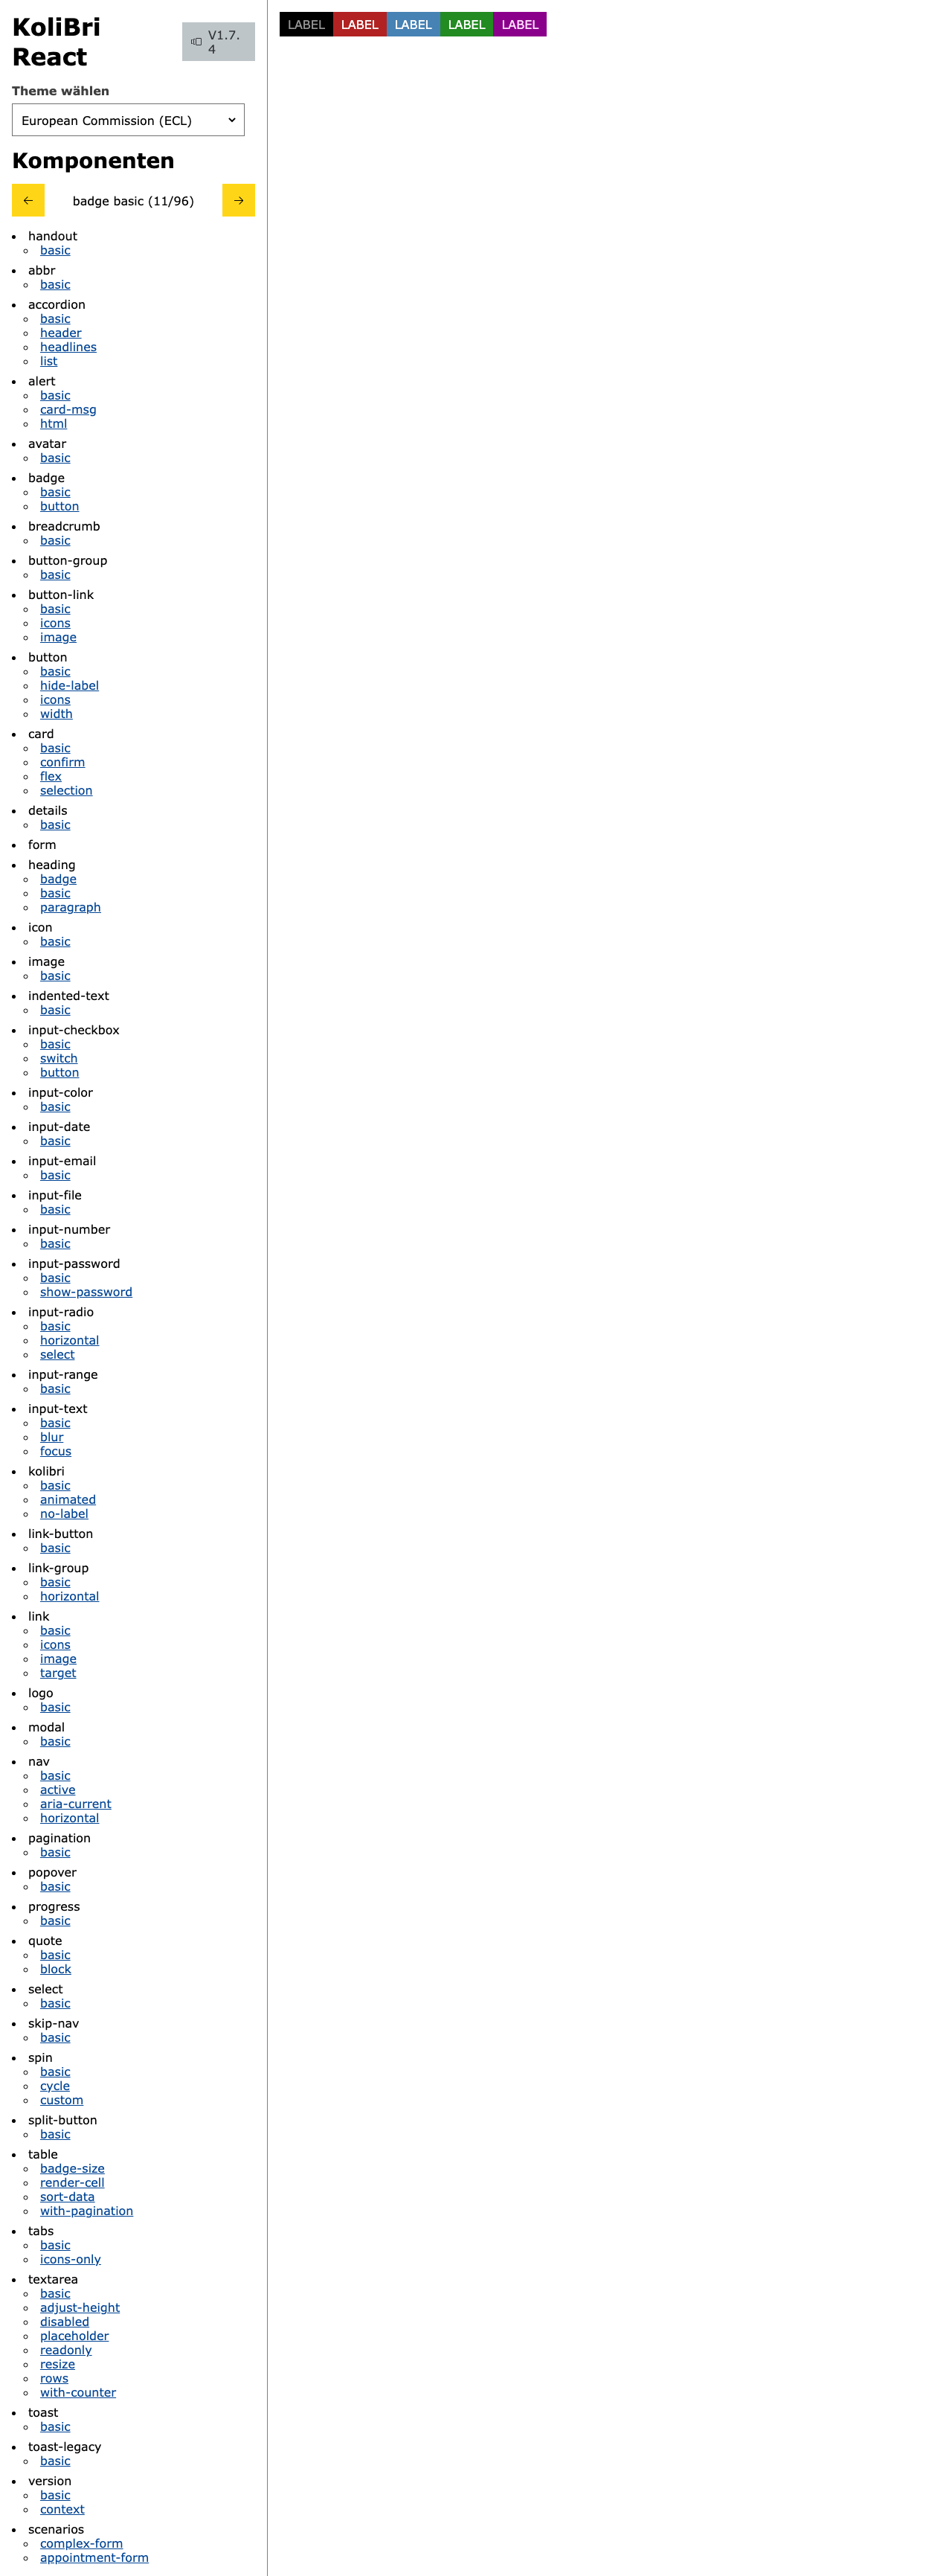 KoliBri
React
V1.7.
4
Theme wählen
European Commission (ECL)
Komponenten
← badge basic (11/96) →
LABEL LABEL LABEL LABEL LABEL
handout
basic
abbr
basic
accordion
basic
header
headlines
list
alert
basic
card-msg
html
avatar
basic
badge
basic
button
breadcrumb
basic
button-group
basic
button-link
basic
icons
image
button
basic
hide-label
icons
width
card
basic
confirm
flex
selection
details
basic
form
heading
badge
basic
paragraph
icon
basic
image
basic
indented-text
basic
input-checkbox
basic
switch
button
input-color
basic
input-date
basic
input-email
basic
input-file
basic
input-number
basic
input-password
basic
show-password
input-radio
basic
horizontal
select
input-range
basic
input-text
basic
blur
focus
kolibri
basic
animated
no-label
link-button
basic
link-group
basic
horizontal
link
basic
icons
image
target
logo
basic
modal
basic
nav
basic
active
aria-current
horizontal
pagination
basic
popover
basic
progress
basic
quote
basic
block
select
basic
skip-nav
basic
spin
basic
cycle
custom
split-button
basic
table
badge-size
render-cell
sort-data
with-pagination
tabs
basic
icons-only
textarea
basic
adjust-height
disabled
placeholder
readonly
resize
rows
with-counter
toast
basic
toast-legacy
basic
version
basic
context
scenarios
complex-form
appointment-form